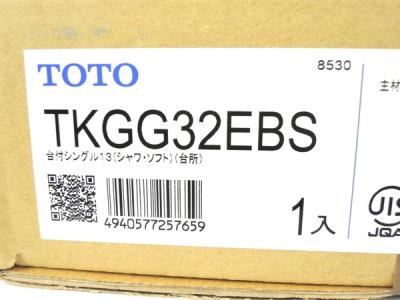 TOTO
8530
主材
TKGG32EBS
台付シングル13(シャワ・ソフト)(台所)
4940577257659
1入
JIS
JQA